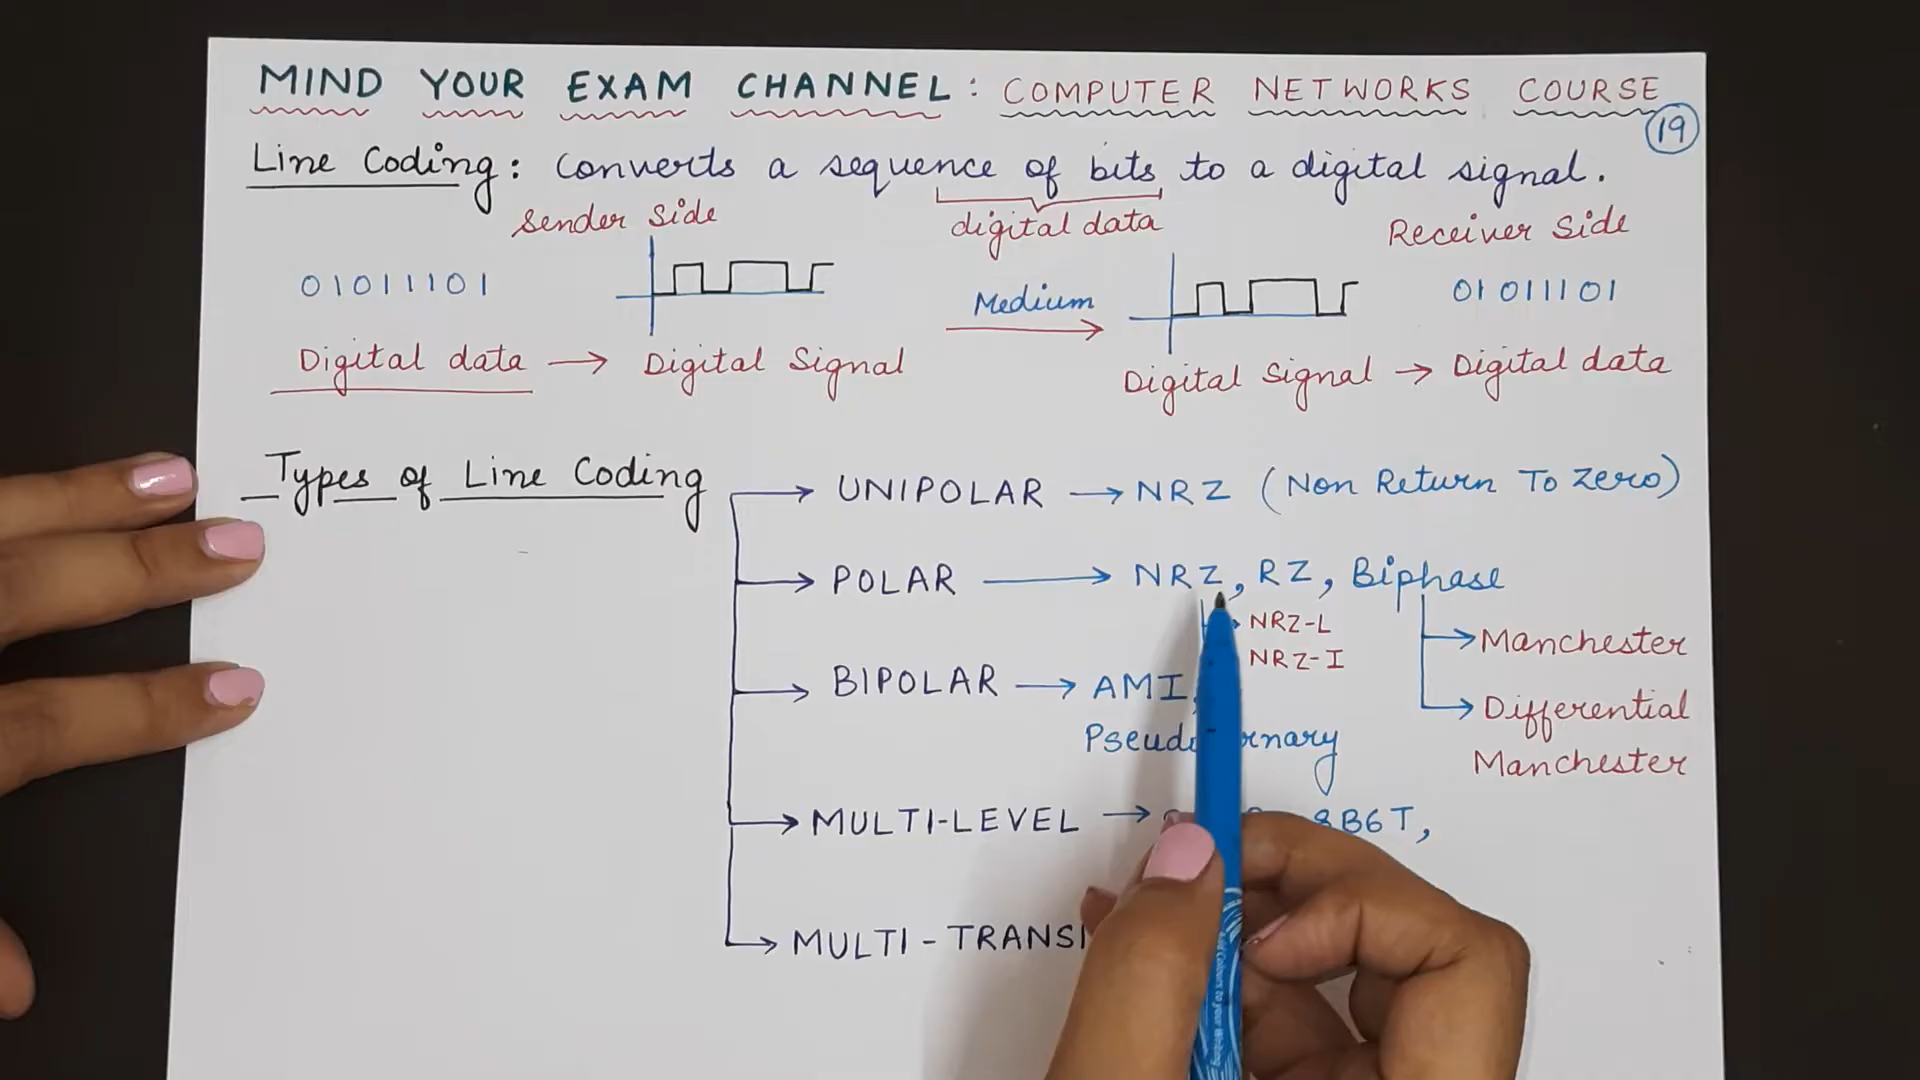 MIND YOUR EXAM CHANNEL: COMPUTER NETWORKS COURSE
19
Line Coding: Converts a sequence of bits to a digital signal.
digital data
Sender Side
Receiver Side
01011101
Medium
01011101
Digital data → Digital Signal
Digital Signal → Digital data
Types of Line Coding
UNIPOLAR → NRZ (Non Return To Zero)
POLAR → NRZ, RZ, Biphase
NRZ-L
NRZ-I
Manchester
Differential
Manchester
BIPOLAR → AMI,
MULTI-LEVEL → 8B6T,